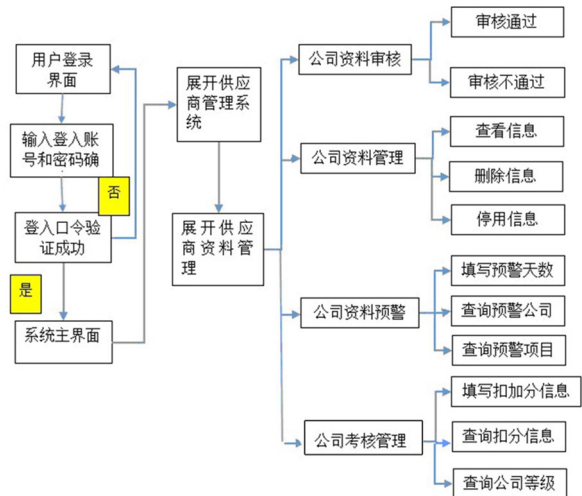 用户登录
界面
输入登入账
号和密码确
否
登入口令验
证成功
是
系统主界面
展开供应
商管理系
统
展开供应
商资料管
理
公司资料审核
审核通过
审核不通过
公司资料管理
查看信息
删除信息
停用信息
公司资料预警
填写预警天数
查询预警公司
查询预警项目
公司考核管理
填写扣加分信息
查询扣分信息
查询公司等级